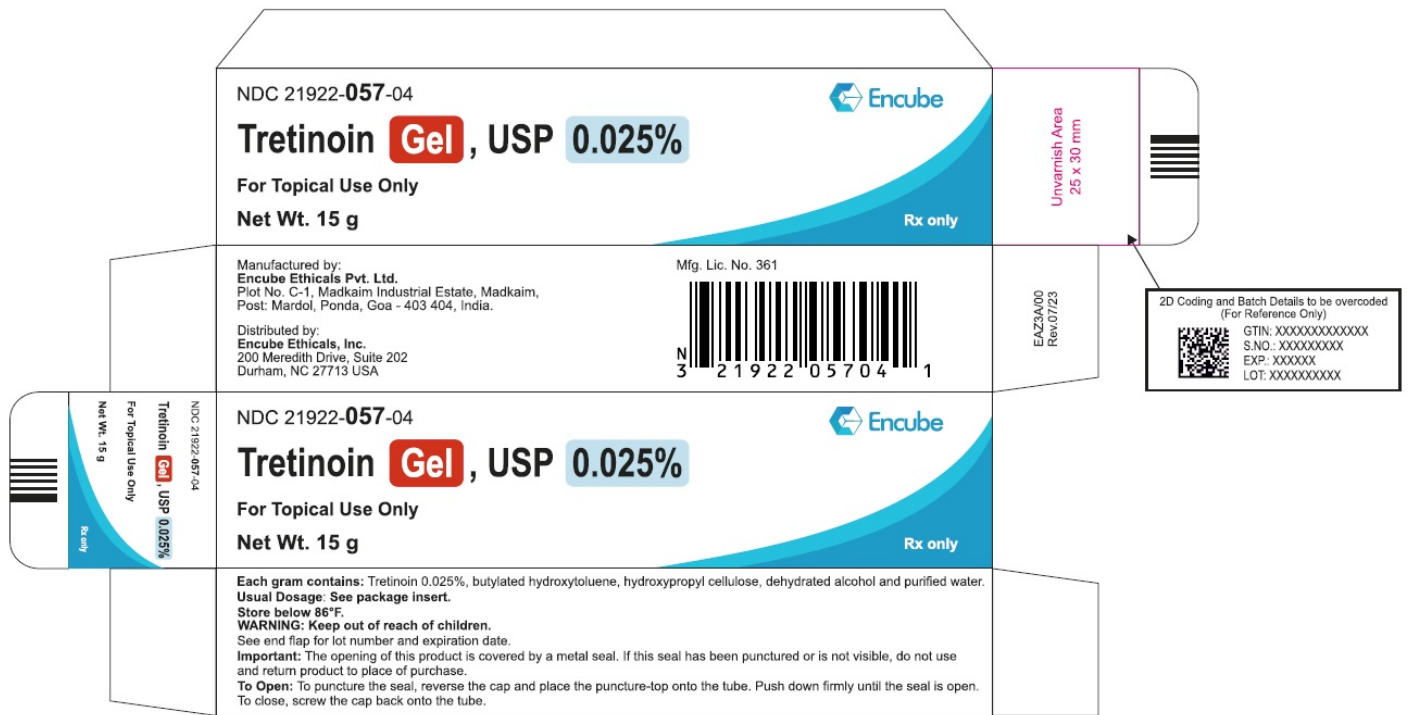 NDC 21922-057-04
Encube
Tretinoin Gel , USP 0.025%
For Topical Use Only
Net Wt. 15 g
Rx only
Unvarnish Area
25 x 30 mm
Manufactured by:
Encube Ethicals Pvt. Ltd.
Plot No. C-1, Madkaim Industrial Estate, Madkaim,
Post: Mardol, Ponda, Goa - 403 404, India.
Distributed by:
Encube Ethicals, Inc.
200 Meredith Drive, Suite 202
Durham, NC 27713 USA
Mfg. Lic. No. 361
N
3 21922 05704 1
EAZ3A/00
Rev.07/23
2D Coding and Batch Details to be overcoded
(For Reference Only)
GTIN: XXXXXXXXXXXXXX
S.NO.: XXXXXXXXX
EXP.: XXXXXX
LOT: XXXXXXXXXX
NDC 21922-057-04
Tretinoin Gel , USP 0.025%
For Topical Use Only
Net Wt. 15 g
Rx only
NDC 21922-057-04
Encube
Tretinoin Gel , USP 0.025%
For Topical Use Only
Net Wt. 15 g
Rx only
Each gram contains: Tretinoin 0.025%, butylated hydroxytoluene, hydroxypropyl cellulose, dehydrated alcohol and purified water.
Usual Dosage: See package insert.
Store below 86°F.
WARNING: Keep out of reach of children.
See end flap for lot number and expiration date.
Important: The opening of this product is covered by a metal seal. If this seal has been punctured or is not visible, do not use
and return product to place of purchase.
To Open: To puncture the seal, reverse the cap and place the puncture-top onto the tube. Push down firmly until the seal is open.
To close, screw the cap back onto the tube.